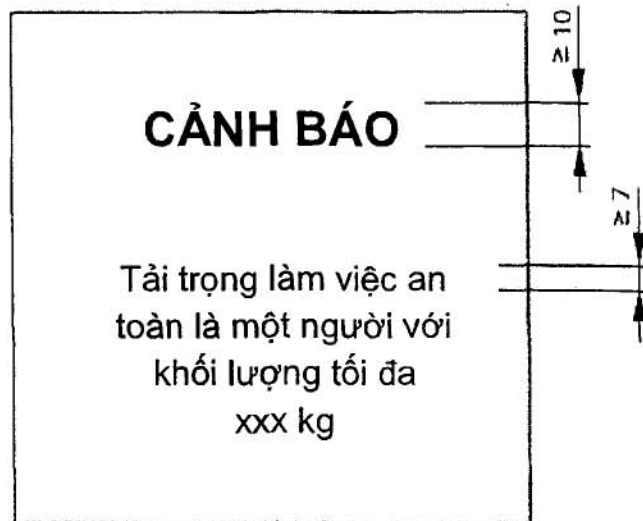 ≥ 10
CẢNH BÁO
≥ 7
Tải trọng làm việc an
toàn là một người với
khối lượng tối đa
xxx kg